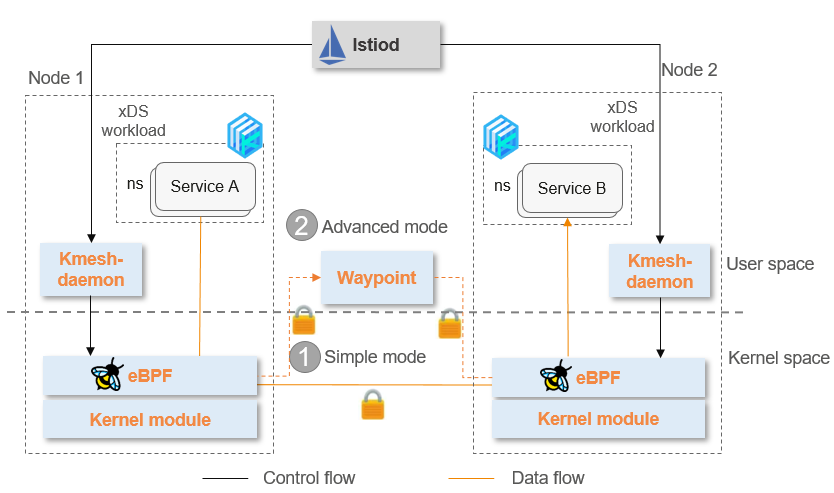 Istiod
Node 1
Node 2
xDS
workload
xDS
workload
ns
Service A
ns
Service B
2
Advanced mode
Kmesh-
daemon
Waypoint
Kmesh-
daemon
User space
1
Simple mode
Kernel space
eBPF
eBPF
Kernel module
Kernel module
Control flow
Data flow